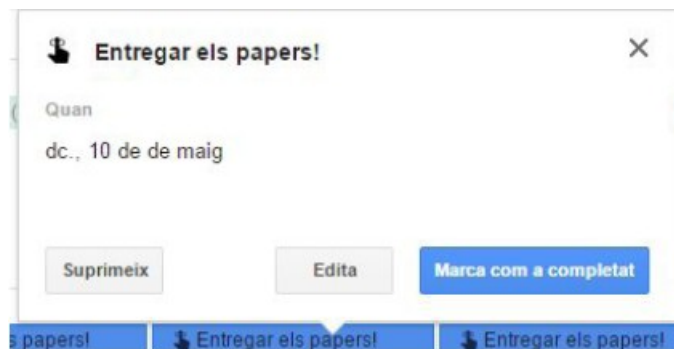 Entregar els papers!
Quan
dc., 10 de de maig
Suprimeix Edita Marca com a completat
s papers! Entregar els papers! Entregar els papers!